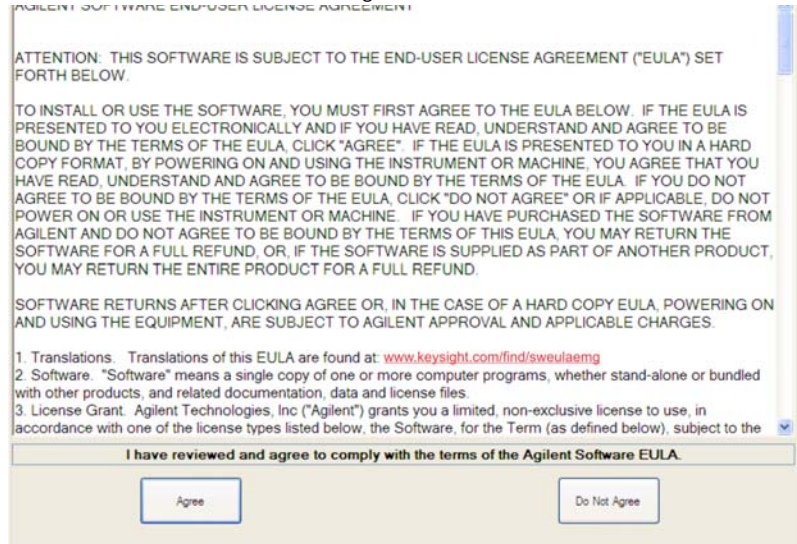 AGILENT SOFTWARE END-USER LICENSE AGREEMENT
ATTENTION:  THIS SOFTWARE IS SUBJECT TO THE END-USER LICENSE AGREEMENT ("EULA") SET
FORTH BELOW.
TO INSTALL OR USE THE SOFTWARE, YOU MUST FIRST AGREE TO THE EULA BELOW.  IF THE EULA IS
PRESENTED TO YOU ELECTRONICALLY AND IF YOU HAVE READ, UNDERSTAND AND AGREE TO BE
BOUND BY THE TERMS OF THE EULA, CLICK "AGREE".  IF THE EULA IS PRESENTED TO YOU IN A HARD
COPY FORMAT, BY POWERING ON AND USING THE INSTRUMENT OR MACHINE, YOU AGREE THAT YOU
HAVE READ, UNDERSTAND AND AGREE TO BE BOUND BY THE TERMS OF THE EULA.  IF YOU DO NOT
AGREE TO BE BOUND BY THE TERMS OF THE EULA, CLICK "DO NOT AGREE" OR IF APPLICABLE, DO NOT
POWER ON OR USE THE INSTRUMENT OR MACHINE.   IF YOU HAVE PURCHASED THE SOFTWARE FROM
AGILENT AND DO NOT AGREE TO BE BOUND BY THE TERMS OF THIS EULA, YOU MAY RETURN THE
SOFTWARE FOR A FULL REFUND, OR, IF THE SOFTWARE IS SUPPLIED AS PART OF ANOTHER PRODUCT,
YOU MAY RETURN THE ENTIRE PRODUCT FOR A FULL REFUND.
SOFTWARE RETURNS AFTER CLICKING AGREE OR, IN THE CASE OF A HARD COPY EULA, POWERING ON
AND USING THE EQUIPMENT, ARE SUBJECT TO AGILENT APPROVAL AND APPLICABLE CHARGES.
1. Translations.   Translations of this EULA are found at: www.keysight.com/find/sweulaemg
2. Software.  "Software" means a single copy of one or more computer programs, whether stand-alone or bundled
with other products, and related documentation, data and license files.
3. License Grant.  Agilent Technologies, Inc ("Agilent") grants you a limited, non-exclusive license to use, in
accordance with one of the license types listed below, the Software, for the Term (as defined below), subject to the
I have reviewed and agree to comply with the terms of the Agilent Software EULA.
Agree
Do Not Agree